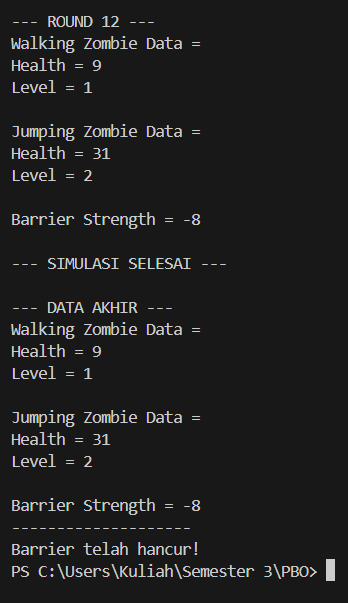 --- ROUND 12 ---
Walking Zombie Data =
Health = 9
Level = 1
Jumping Zombie Data =
Health = 31
Level = 2
Barrier Strength = -8
--- SIMULASI SELESAI ---
--- DATA AKHIR ---
Walking Zombie Data =
Health = 9
Level = 1
Jumping Zombie Data =
Health = 31
Level = 2
Barrier Strength = -8
--------------------
Barrier telah hancur!
PS C:\Users\Kuliah\Semester 3\PBO>